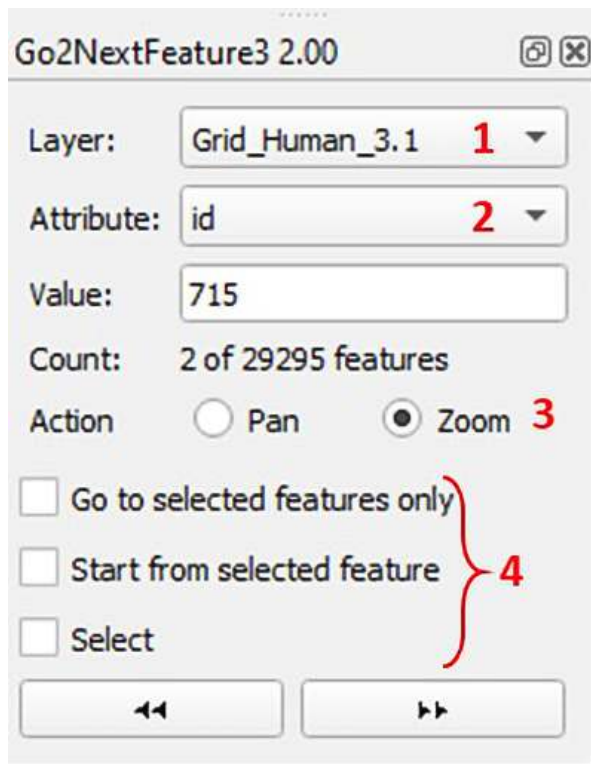 Go2NextFeature3 2.00
Layer: Grid_Human_3.1 1
Attribute: id 2
Value: 715
Count: 2 of 29295 features
Action Pan Zoom 3
Go to selected features only
Start from selected feature 4
Select